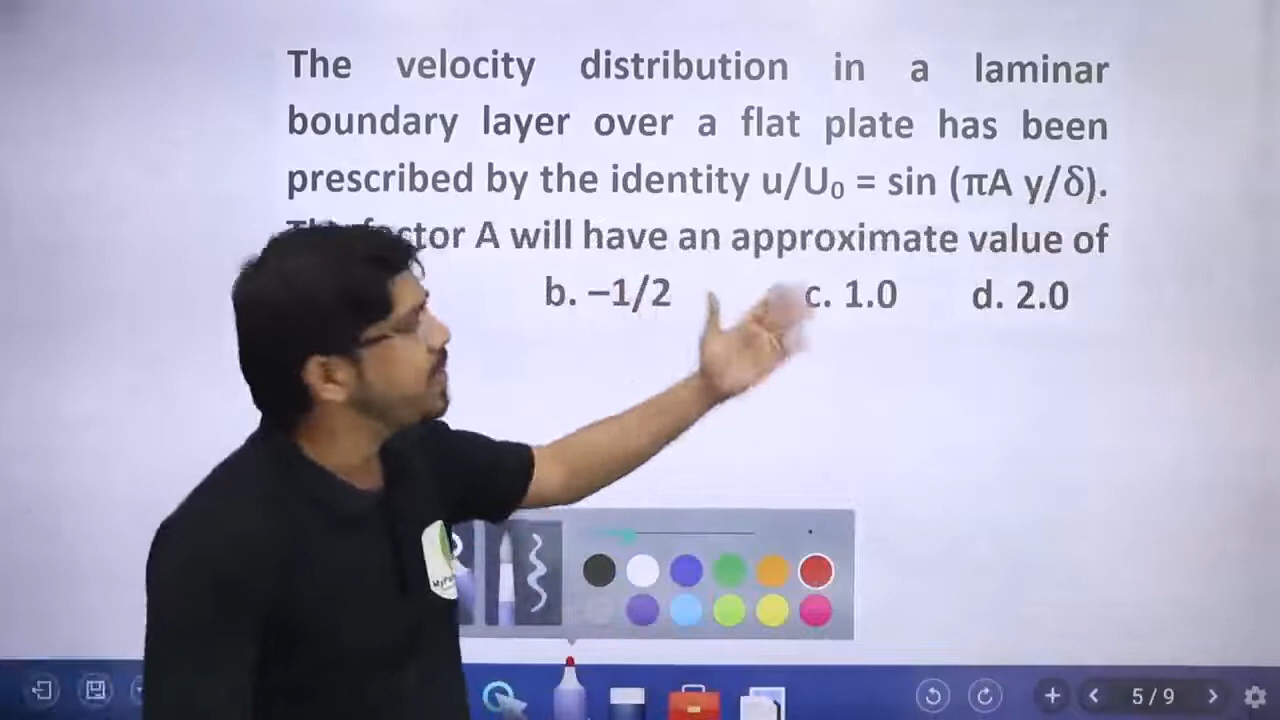 The velocity distribution in a laminar
boundary layer over a flat plate has been
prescribed by the identity u/U₀ = sin (πA y/δ).
A will have an approximate value of
b. –1/2 c. 1.0 d. 2.0
5 / 9